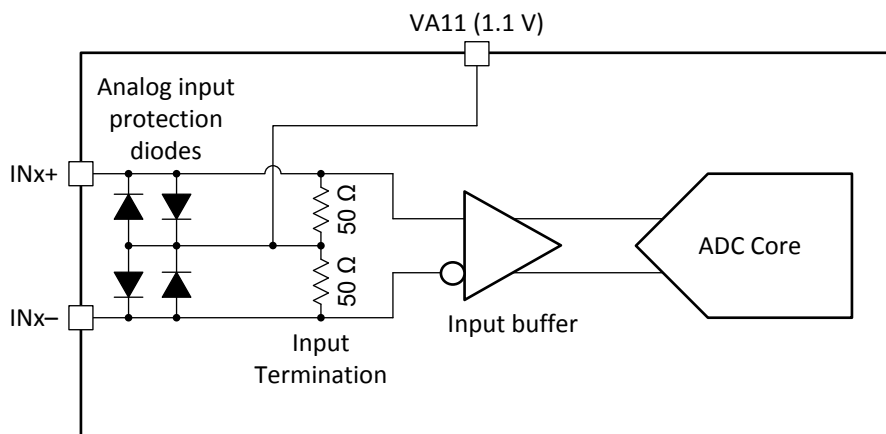 VA11 (1.1 V)
Analog input
protection
diodes
INx+
50 Ω
50 Ω
INx–
Input
Termination
Input buffer
ADC Core